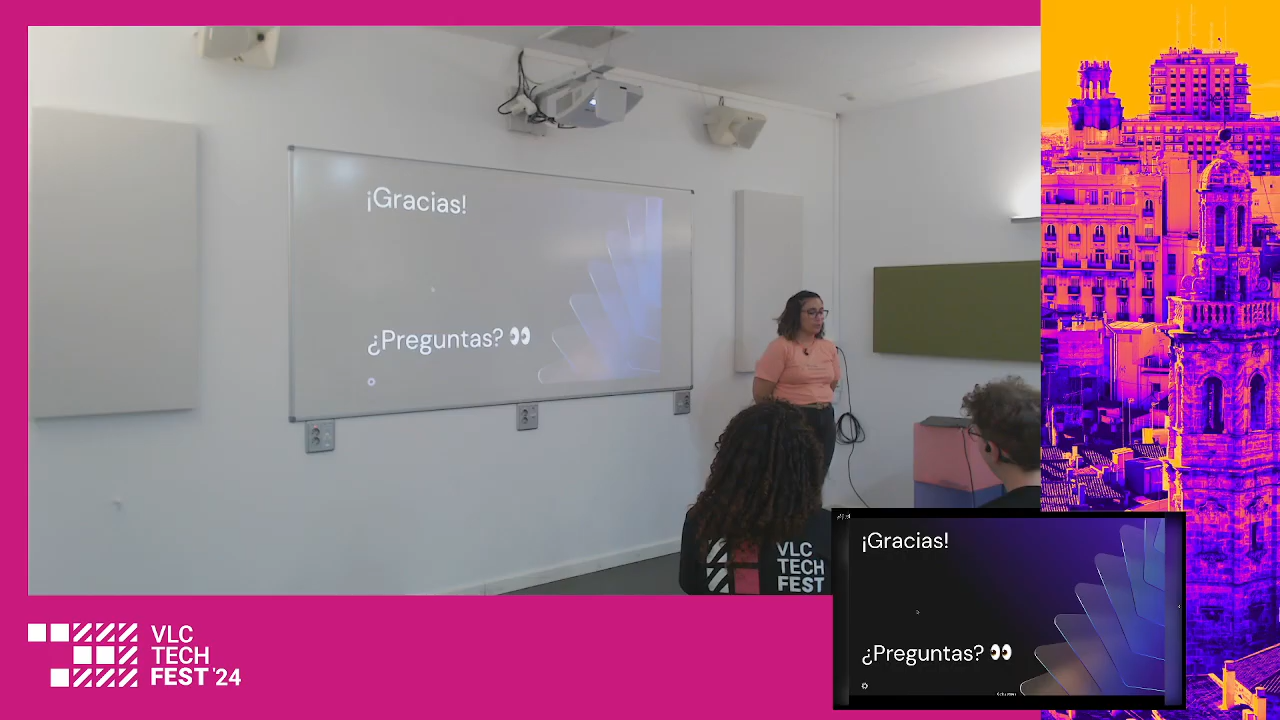 ¡Gracias!
¿Preguntas? 👀
VLC
TECH
FEST
¡Gracias!
¿Preguntas? 👀
VLC
TECH
FEST '24